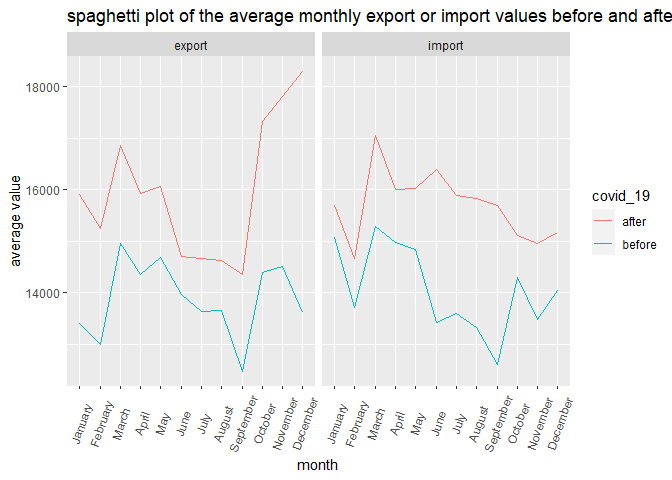 spaghetti plot of the average monthly export or import values before and afte
export
import
18000
16000
14000
average value
covid_19
after
before
January
February
March
April
May
June
July
August
September
October
November
December
January
February
March
April
May
June
July
August
September
October
November
December
month